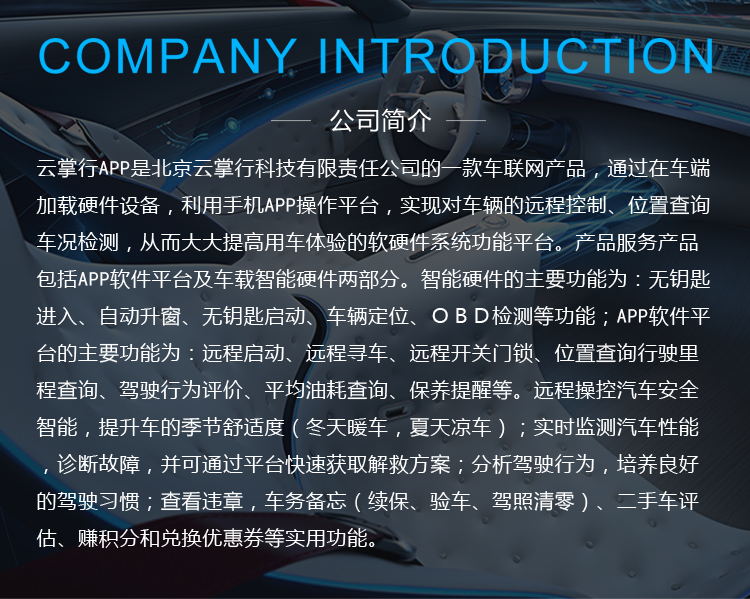 COMPANY INTRODUCTION
公司简介
云掌行APP是北京云掌行科技有限责任公司的一款车联网产品，通过在车端
加载硬件设备，利用手机APP操作平台，实现对车辆的远程控制、位置查询
车况检测，从而大大提高用车体验的软硬件系统功能平台。产品服务产品
包括APP软件平台及车载智能硬件两部分。智能硬件的主要功能为：无钥匙
进入、自动升窗、无钥匙启动、车辆定位、ＯＢＤ检测等功能；APP软件平
台的主要功能为：远程启动、远程寻车、远程开关门锁、位置查询行驶里
程查询、驾驶行为评价、平均油耗查询、保养提醒等。远程操控汽车安全
智能，提升车的季节舒适度（冬天暖车，夏天凉车）；实时监测汽车性能
，诊断故障，并可通过平台快速获取解救方案；分析驾驶行为，培养良好
的驾驶习惯；查看违章，车务备忘（续保、验车、驾照清零）、二手车评
估、赚积分和兑换优惠券等实用功能。